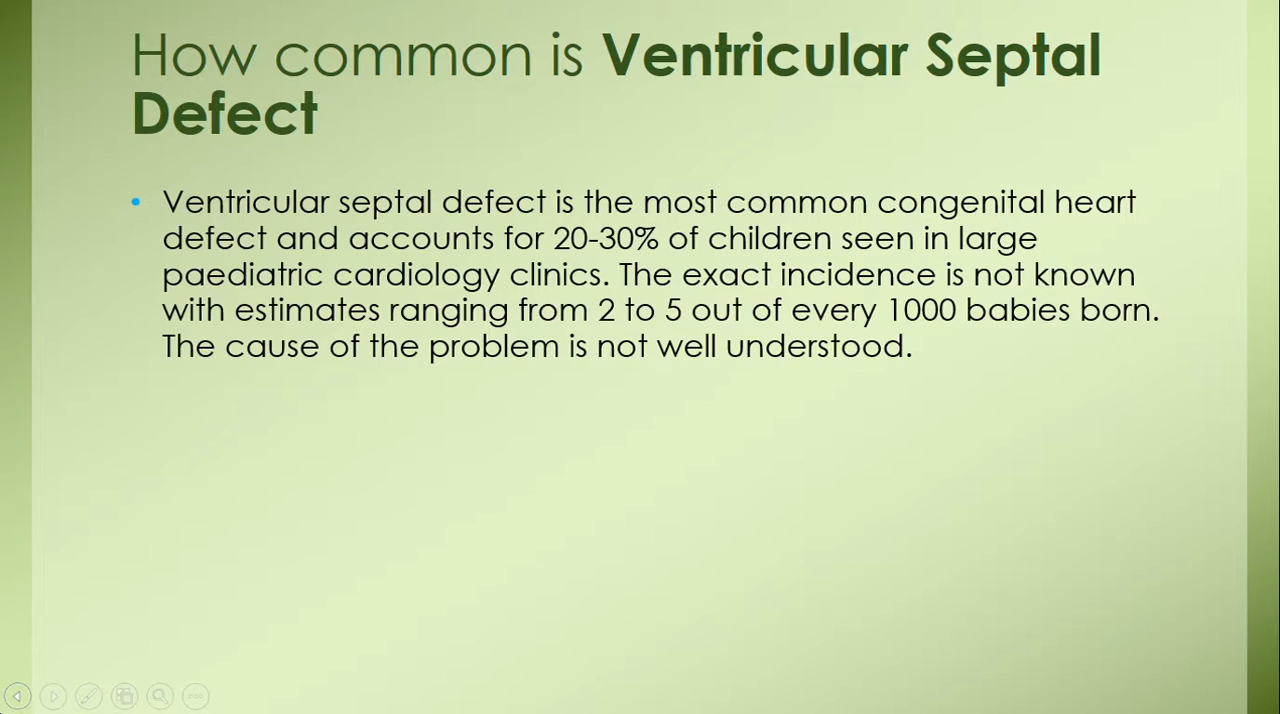 How common is Ventricular Septal
Defect
• Ventricular septal defect is the most common congenital heart
defect and accounts for 20-30% of children seen in large
paediatric cardiology clinics. The exact incidence is not known
with estimates ranging from 2 to 5 out of every 1000 babies born.
The cause of the problem is not well understood.